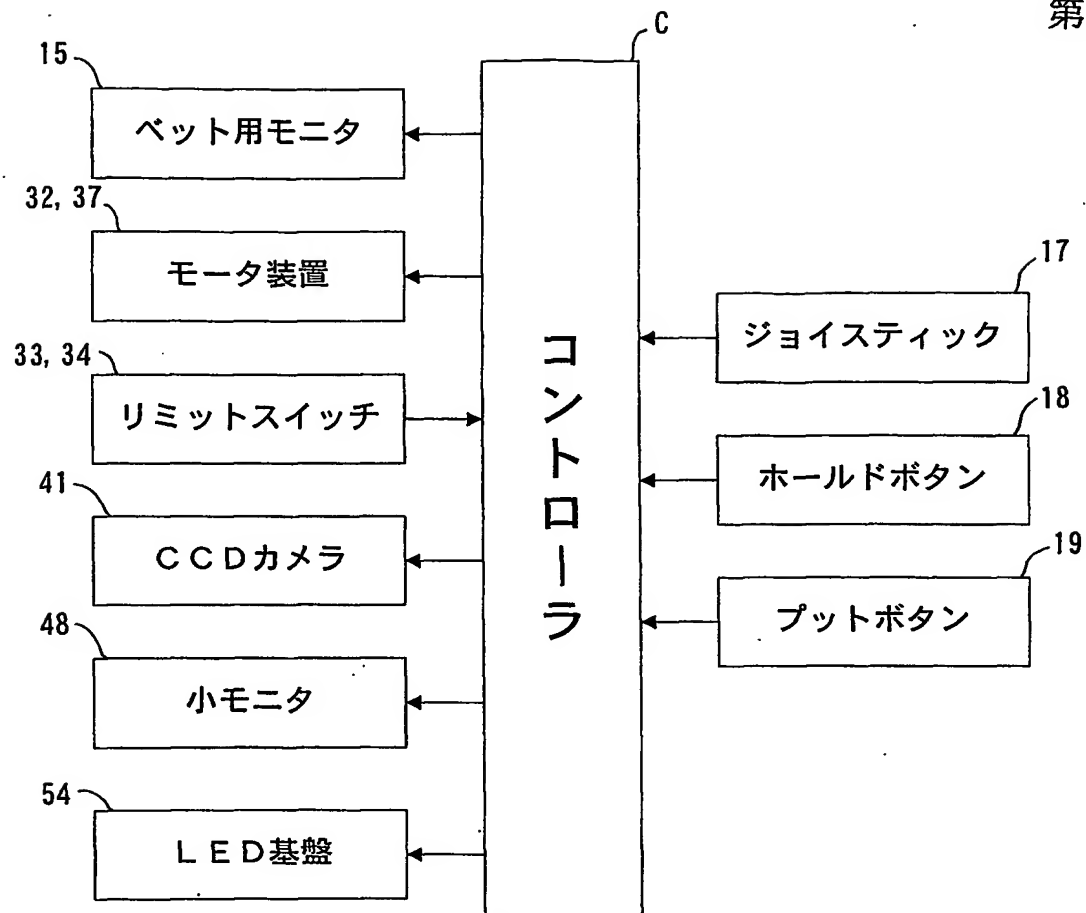 第
C
15
ベット用モニタ
32, 37
モータ装置
33, 34
リミットスイッチ
41
CCDカメラ
48
小モニタ
54
LED基盤
コントローラ
17
ジョイスティック
18
ホールドボタン
19
プットボタン